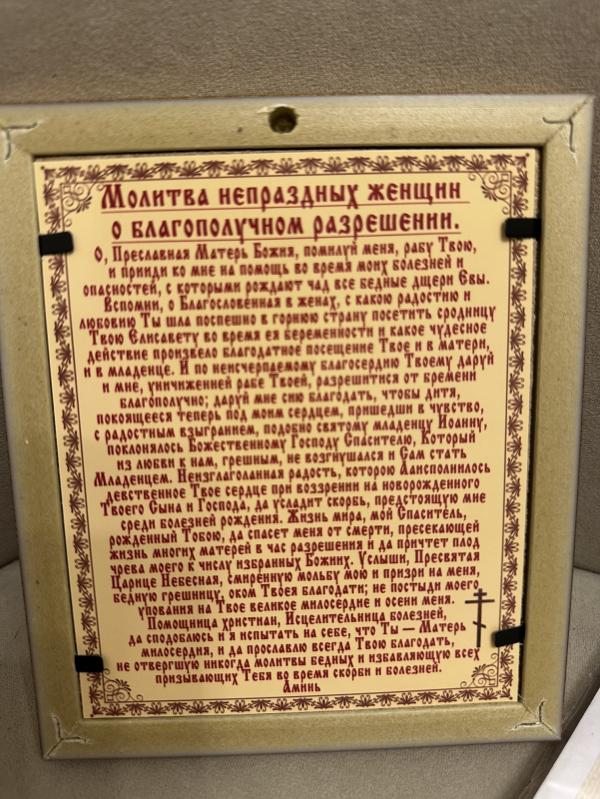 Молитва непраздных женщин
о благополучном разрешении.
О, Преславная Матерь Божия, помилуй меня, рабу Твою,
и прииди ко мне на помощь во время моих болезней и
опасностей, с которыми рождают чад все бедные дщери Евы.
Вспомни, о Благословенная в женах, с какою радостию и
любовию Ты шла поспешно в горнюю страну посетить сродницу
Твою Елисавету во время ея беременности и какое чудесное
действие произвело благодатное посещение Твое и в матери,
и в младенце. И по неисчерпаемому благосердию Твоему даруй
и мне, униженней рабе Твоей, разрешитися от бремени
благополучно; даруй мне сию благодать, чтобы дитя,
покоящееся теперь под моим сердцем, пришедши в чувство,
с радостным взыгранием, подобно святому младенцу Иоанну,
поклонялось Божественному Господу Спасителю, Который
из любви к нам, грешным, не возгнушался и Сам стать
Младенцем. Неизглаголанная радость, которою Аанисполнилось
девственное Твое сердце при воззрении на новорожденного
Твоего Сына и Господа, да усладит скорбь, предстоящую мне
среди болезней рождения. Жизнь мира, мой Спаситель,
рожденный Тобою, да спасет меня от смерти, пресекающей
жизнь многих матерей в час разрешения и да причтет плод
чрева моего к числу избранных Божиих. Услыши, Пресвятая
Царице Небесная, смиренную мольбу мою и призри на меня,
бедную грешницу, оком Твоея благодати; не постыди моего
упования на Твое великое милосердие и осени меня.
Помощница христиан, Исцелительница болезней,
да сподоблюсь и я испытать на себе, что Ты — Матерь
милосердия, и да прославлю всегда Твою благодать,
не отвергшую никогда молитвы бедных и избавляющую всех
призывающих Тебя во время скорби и болезней.
Аминь